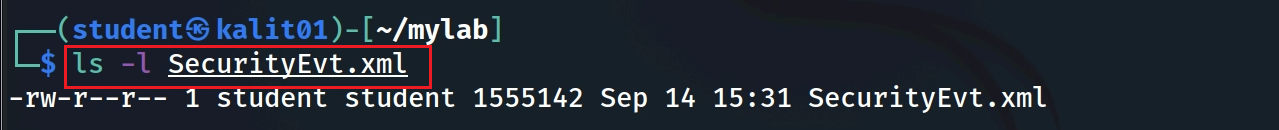 ┌──(student㉿kalit01)-[~/mylab]
└─$ ls -l SecurityEvt.xml
-rw-r--r-- 1 student student 1555142 Sep 14 15:31 SecurityEvt.xml